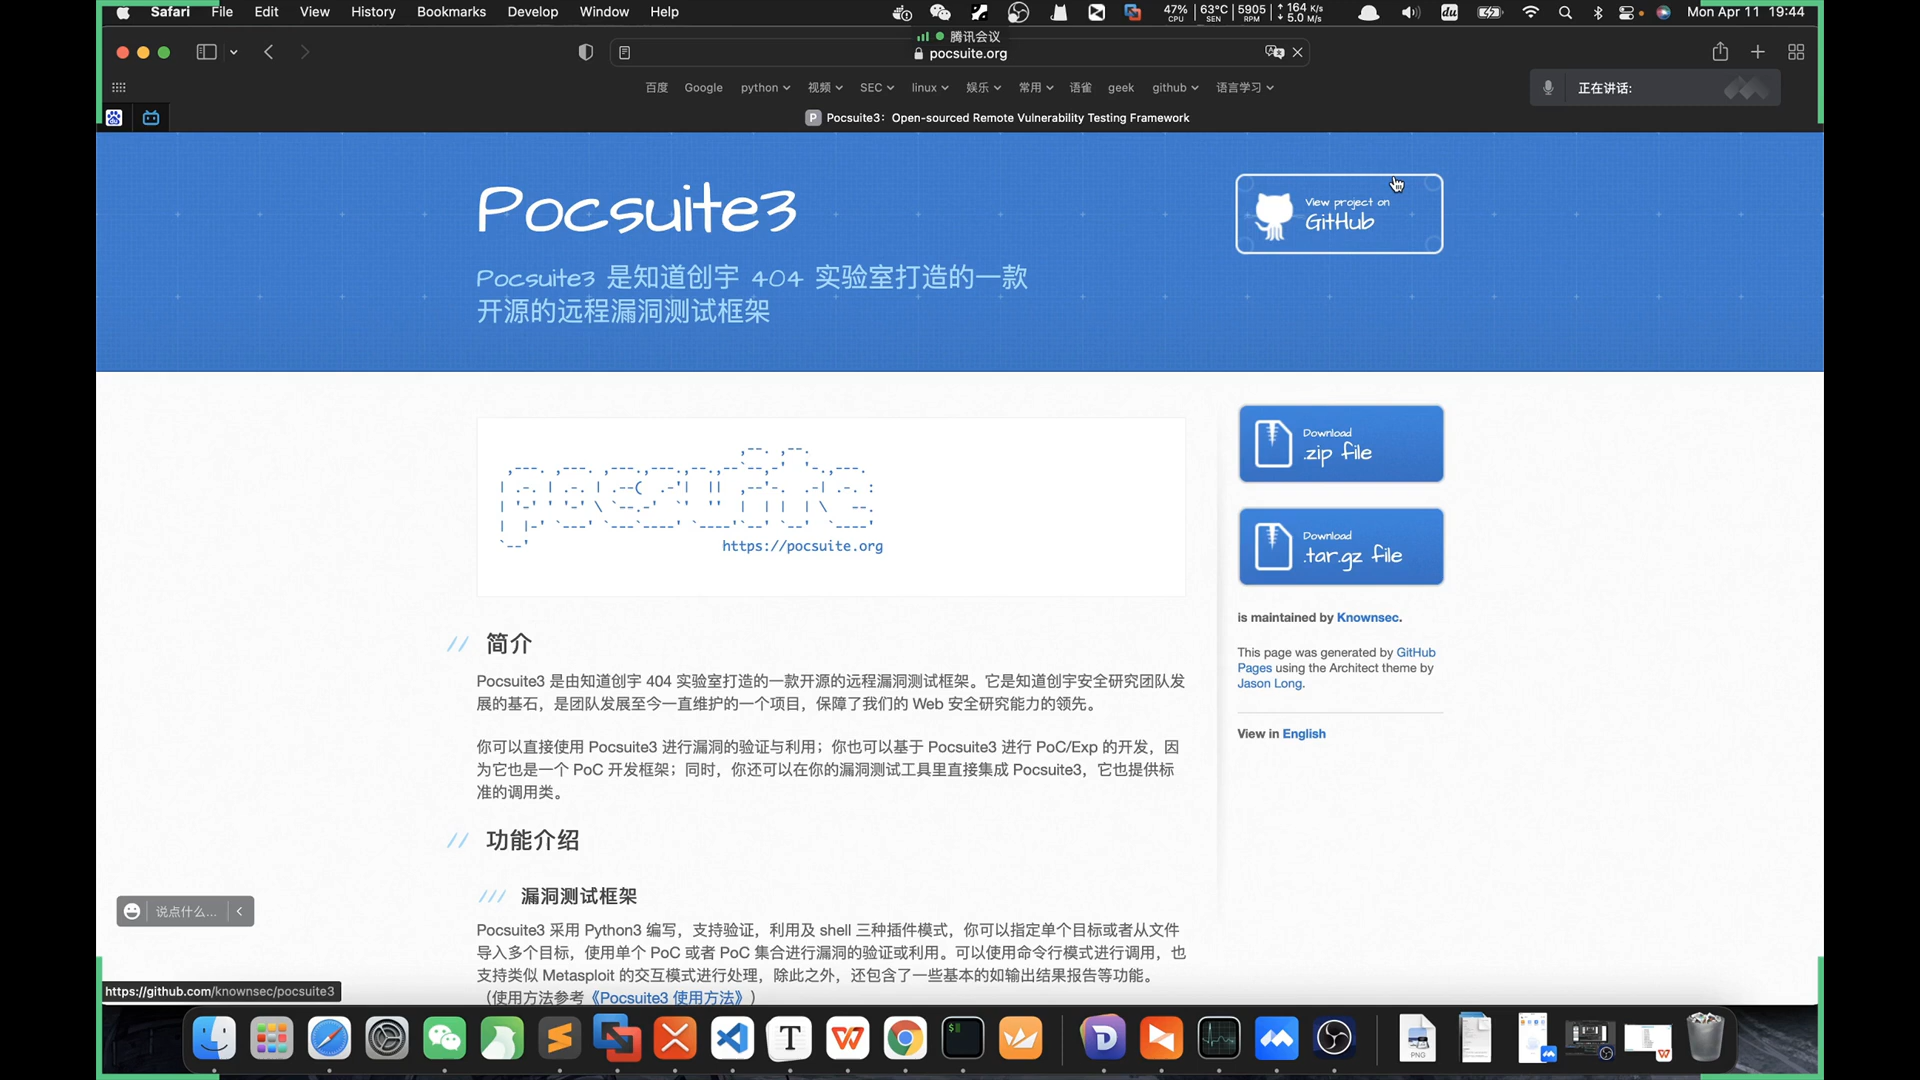 Safari File Edit View History Bookmarks Develop Window Help
47% CPU 63°C SEN 5905 RPM 164 K/s 5.0 M/s du Mon Apr 11 19:44
腾讯会议
pocsuite.org
百度 Google python 视频 SEC linux 娱乐 常用 语雀 geek github 语言学习
正在讲话:
P Pocsuite3：Open-sourced Remote Vulnerability Testing Framework
Pocsuite3
View project on
GitHub
Pocsuite3 是知道创宇 404 实验室打造的一款
开源的远程漏洞测试框架
Download
.zip file
pocsuite
https://pocsuite.org
Download
.tar.gz file
is maintained by Knownsec.
This page was generated by GitHub
Pages using the Architect theme by
Jason Long.
View in English
// 简介
Pocsuite3 是由知道创宇 404 实验室打造的一款开源的远程漏洞测试框架。它是知道创宇安全研究团队发
展的基石，是团队发展至今一直维护的一个项目，保障了我们的 Web 安全研究能力的领先。
你可以直接使用 Pocsuite3 进行漏洞的验证与利用；你也可以基于 Pocsuite3 进行 PoC/Exp 的开发，因
为它也是一个 PoC 开发框架；同时，你还可以在你的漏洞测试工具里直接集成 Pocsuite3，它也提供标
准的调用类。
// 功能介绍
/// 漏洞测试框架
Pocsuite3 采用 Python3 编写，支持验证，利用及 shell 三种插件模式，你可以指定单个目标或者从文件
导入多个目标，使用单个 PoC 或者 PoC 集合进行漏洞的验证或利用。可以使用命令行模式进行调用，也
支持类似 Metasploit 的交互模式进行处理，除此之外，还包含了一些基本的如输出结果报告等功能。
（使用方法参考《Pocsuite3 使用方法》）
说点什么...
https://github.com/knownsec/pocsuite3
PNG